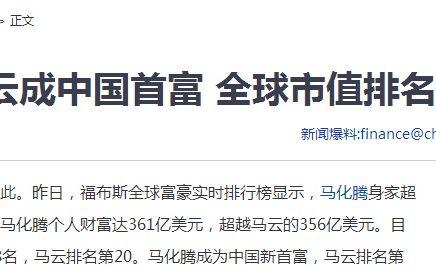 > 正文
云成中国首富 全球市值排名
新闻爆料:finance@ch
此。昨日，福布斯全球富豪实时排行榜显示，马化腾身家超
马化腾个人财富达361亿美元，超越马云的356亿美元。目
名，马云排名第20。马化腾成为中国新首富，马云排名第